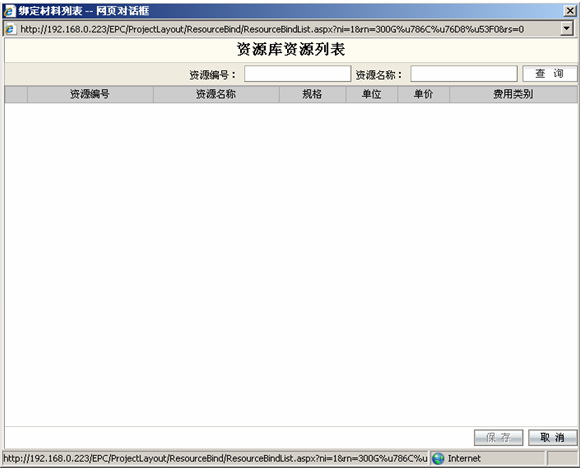 绑定材料列表 -- 网页对话框
http://192.168.0.223/EPC/ProjectLayout/ResourceBind/ResourceBindList.aspx?ni=1&rn=300G%u786C%u76D8%u53F0&rs=0
资源库资源列表
资源编号： 资源名称： 查 询
资源编号 资源名称 规格 单位 单价 费用类别
保 存 取 消
http://192.168.0.223/EPC/ProjectLayout/ResourceBind/ResourceBindList.aspx?ni=1&rn=300G%u786C%u Internet